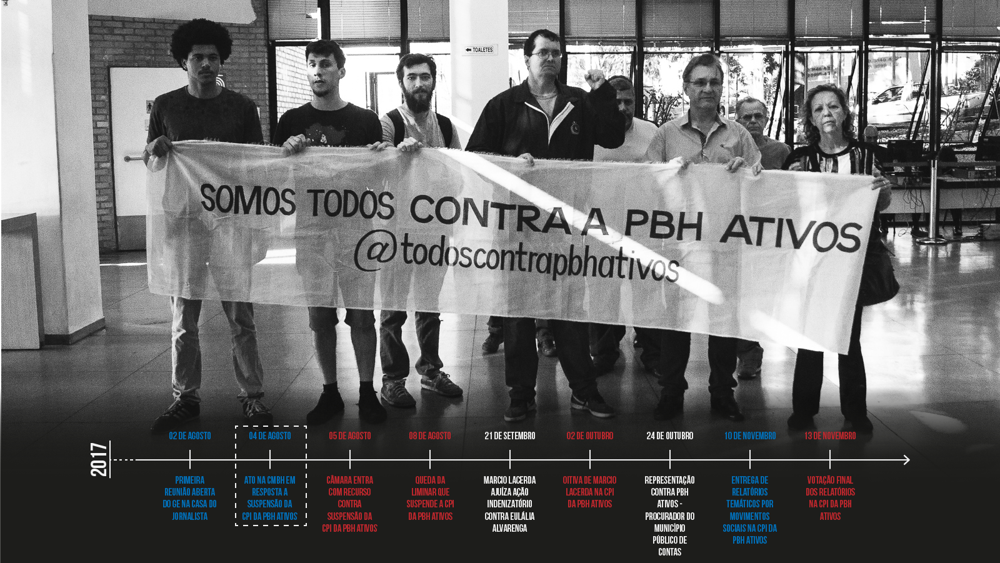 TOALETES
SOMOS TODOS CONTRA A PBH ATIVOS
@todoscontrapbhativos
2017
02 DE AGOSTO
PRIMEIRA
REUNIÃO ABERTA
DO GE NA CASA DO
JORNALISTA
04 DE AGOSTO
ATO NA CMBH EM
RESPOSTA A
SUSPENSÃO DA
CPI DA PBH ATIVOS
05 DE AGOSTO
CÂMARA ENTRA
COM RECURSO
CONTRA
SUSPENSÃO DA
CPI DA PBH ATIVOS
08 DE AGOSTO
QUEDA DA
LIMINAR QUE
SUSPENDE A CPI
DA PBH ATIVOS
21 DE SETEMBRO
MARCIO LACERDA
AJUÍZA AÇÃO
INDENIZATÓRIO
CONTRA EULÁLIA
ALVARENGA
02 DE OUTUBRO
OITIVA DE MARCIO
LACERDA NA CPI
DA PBH ATIVOS
24 DE OUTUBRO
REPRESENTAÇÃO
CONTRA PBH
ATIVOS -
PROCURADOR DO
MUNICÍPIO
PÚBLICO DE
CONTAS
10 DE NOVEMBRO
ENTREGA DE
RELATÓRIOS
TEMÁTICOS POR
MOVIMENTOS
SOCIAIS NA CPI DA
PBH ATIVOS
13 DE NOVEMBRO
VOTAÇÃO FINAL
DOS RELATÓRIOS
NA CPI DA PBH
ATIVOS